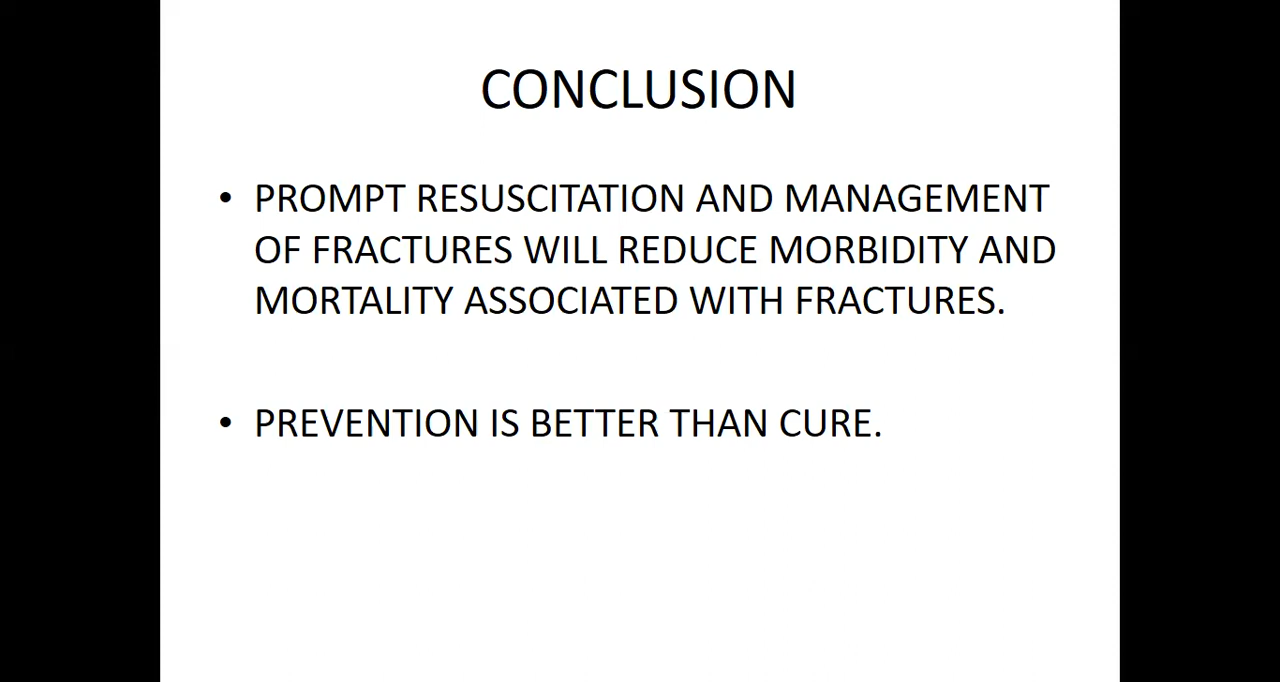 CONCLUSION
• PROMPT RESUSCITATION AND MANAGEMENT
OF FRACTURES WILL REDUCE MORBIDITY AND
MORTALITY ASSOCIATED WITH FRACTURES.
• PREVENTION IS BETTER THAN CURE.